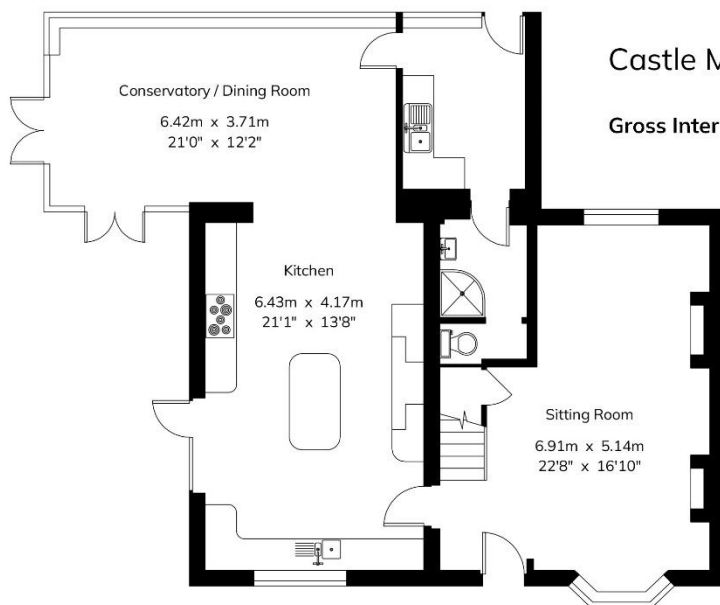 Castle M
Gross Inter
Conservatory / Dining Room
6.42m x 3.71m
21'0" x 12'2"
Kitchen
6.43m x 4.17m
21'1" x 13'8"
Sitting Room
6.91m x 5.14m
22'8" x 16'10"